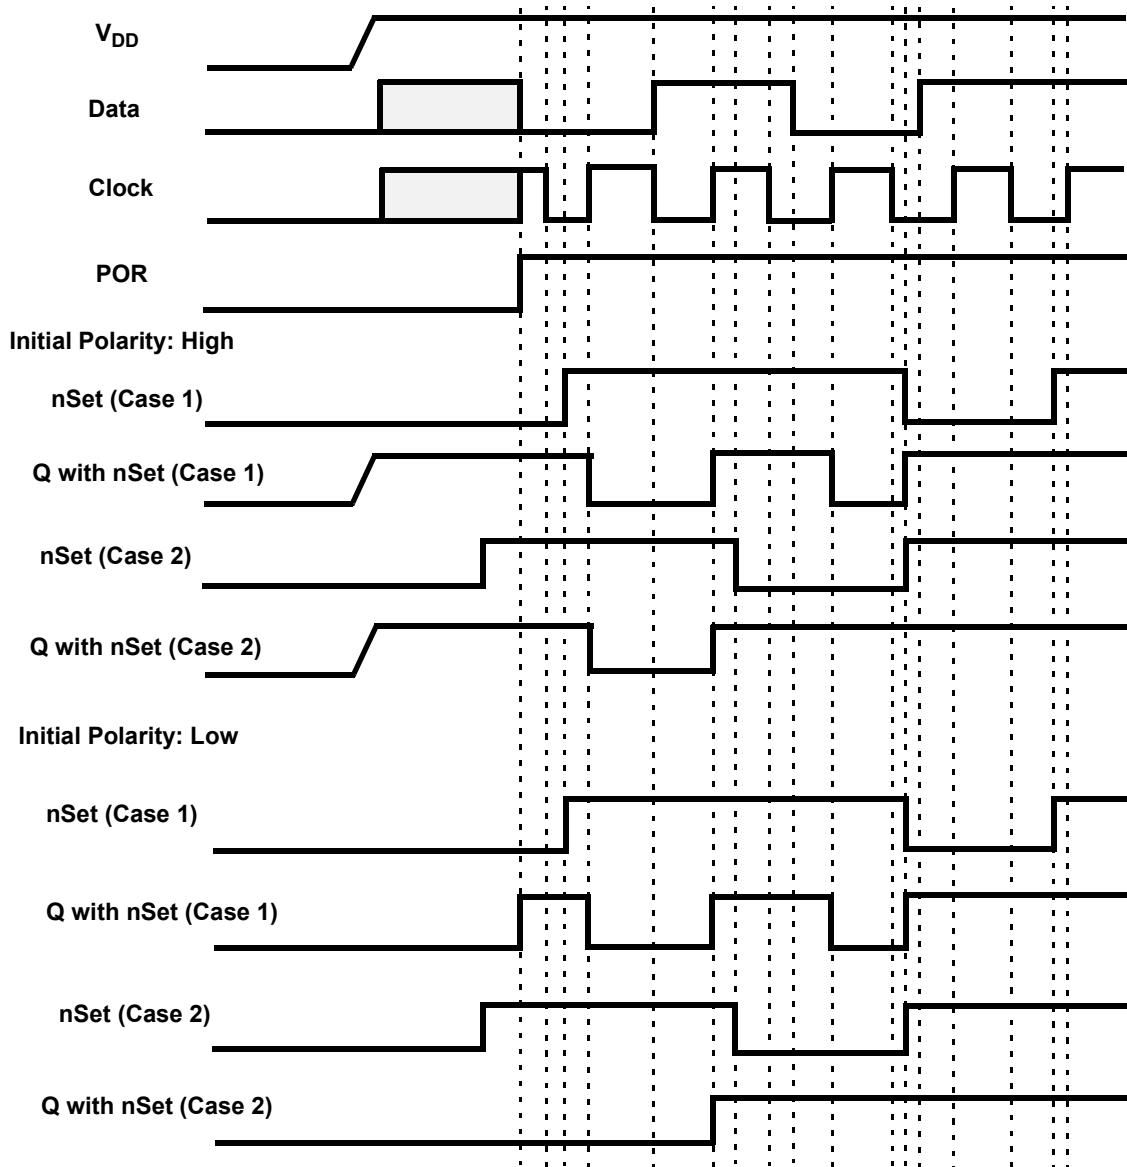 VDD
Data
Clock
POR
Initial Polarity: High
nSet (Case 1)
Q with nSet (Case 1)
nSet (Case 2)
Q with nSet (Case 2)
Initial Polarity: Low
nSet (Case 1)
Q with nSet (Case 1)
nSet (Case 2)
Q with nSet (Case 2)